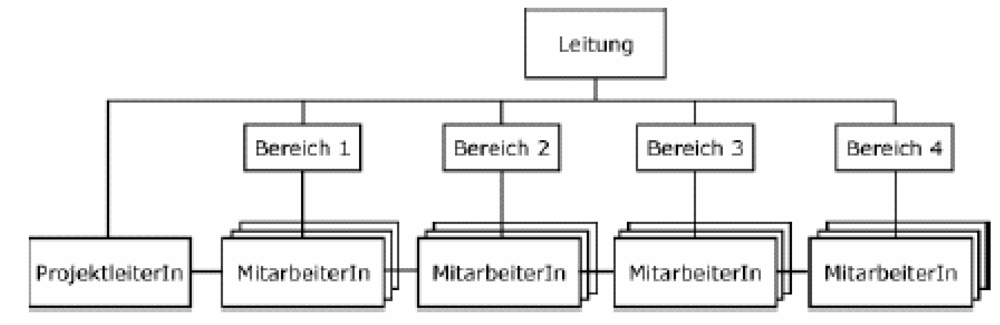 Leitung
Bereich 1
Bereich 2
Bereich 3
Bereich 4
ProjektleiterIn
MitarbeiterIn
MitarbeiterIn
MitarbeiterIn
MitarbeiterIn